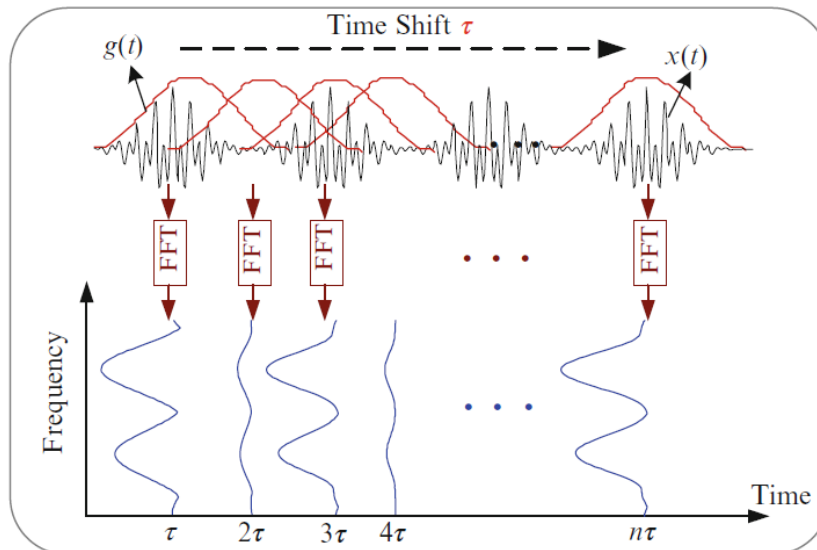 Time Shift τ
g(t)
x(t)
FFT
FFT
FFT
FFT
Frequency
Time
τ
2τ
3τ
4τ
nτ